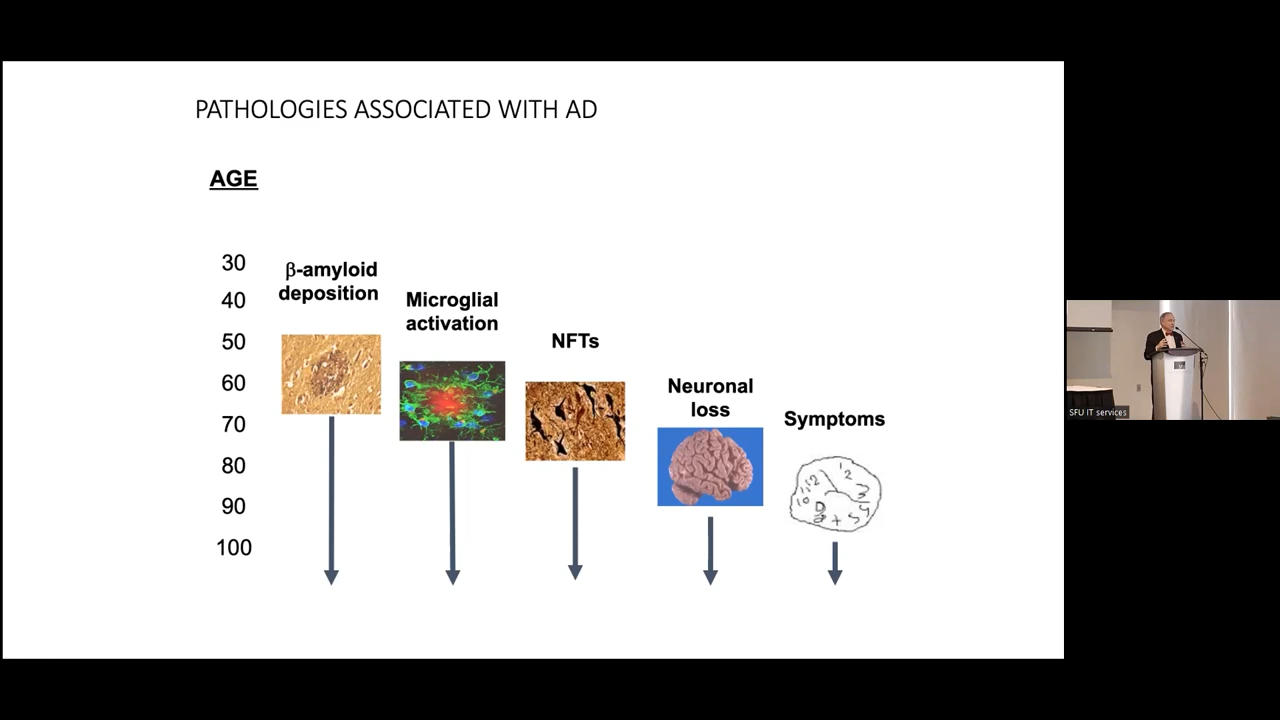 PATHOLOGIES ASSOCIATED WITH AD
AGE
30
40
50
60
70
80
90
100
β-amyloid
deposition
Microglial
activation
NFTs
Neuronal
loss
Symptoms
SFU IT services